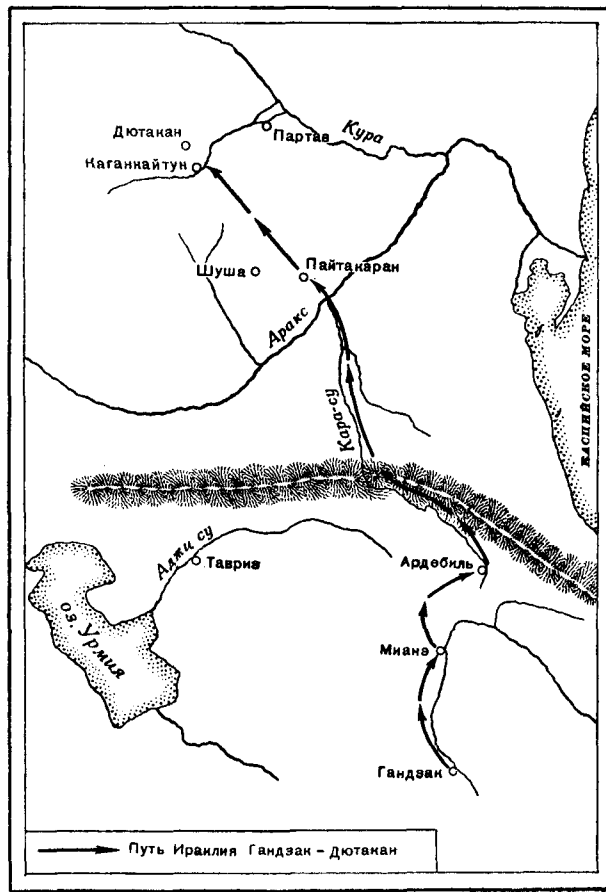 Дютакан
Каганкайтун
Партав
Кура
Шуша
Пайтакаран
Аракс
Кара-су
КАСПИЙСКОЕ МОРЕ
Аджи су
Тавриз
Ардебиль
оз. Урмия
Мианэ
Гандзак
Путь Ираклия Гандзак – Дютакан